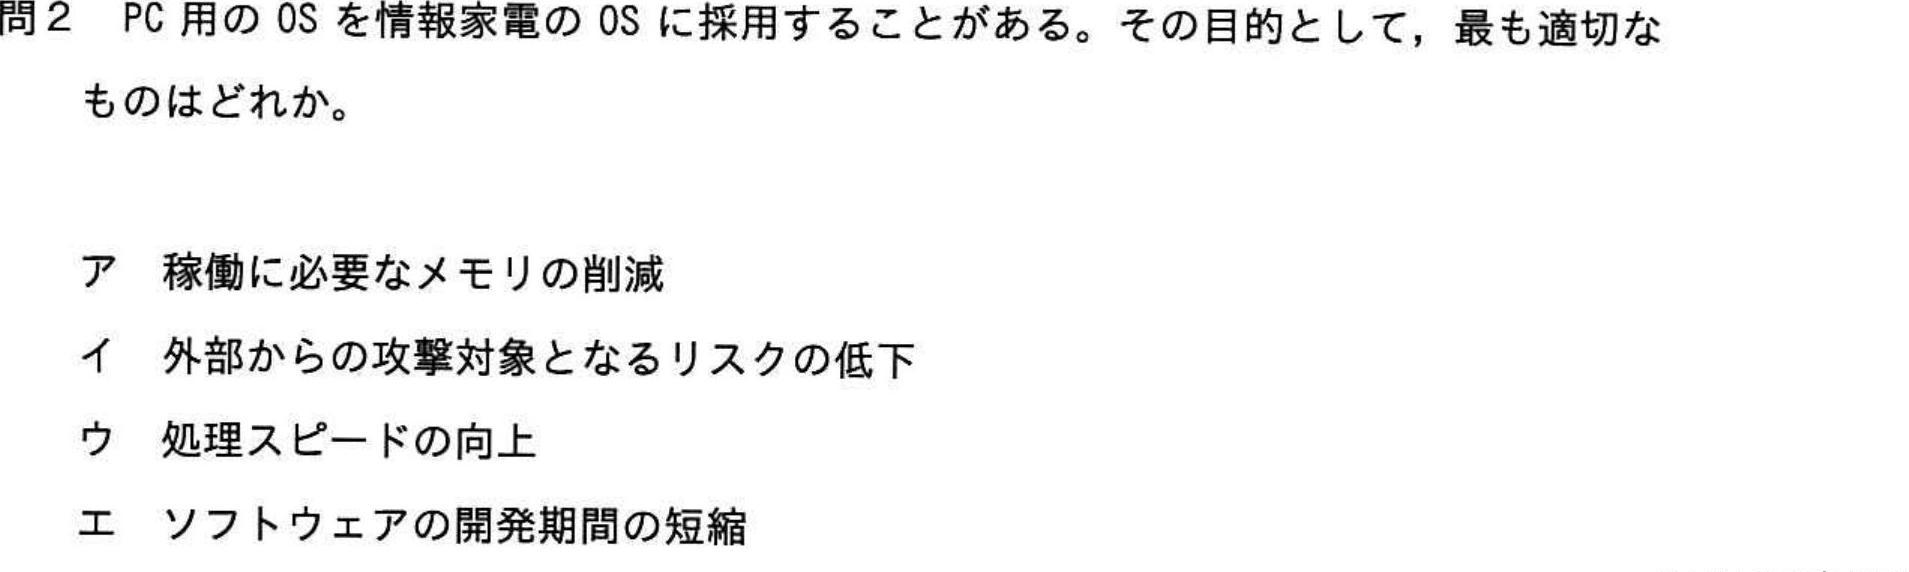 問2 PC 用の OS を情報家電の OS に採用することがある。その目的として，最も適切な
ものはどれか。
ア 稼働に必要なメモリの削減
イ 外部からの攻撃対象となるリスクの低下
ウ 処理スピードの向上
エ ソフトウェアの開発期間の短縮